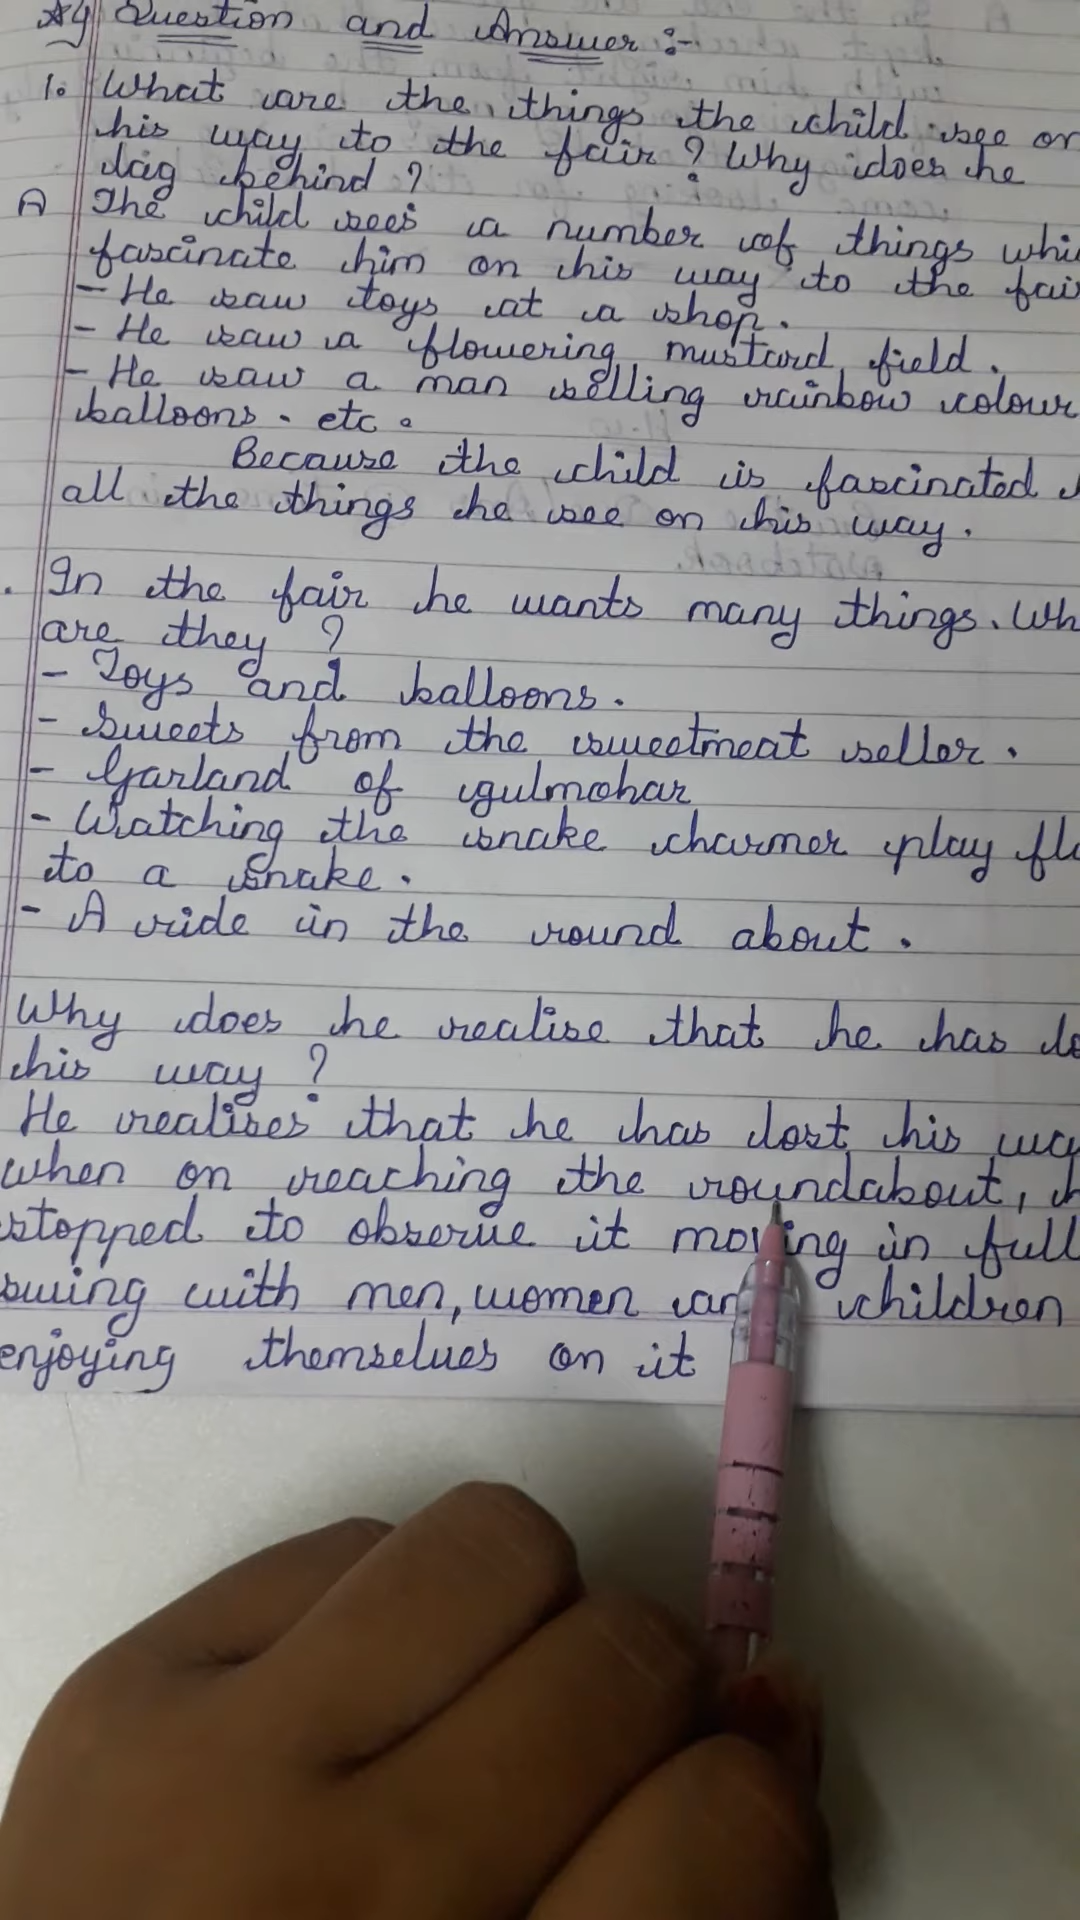 Question and Answer :-
1. What are the things the child see on
his way to the fair ? Why does he
lag behind ?
A The child sees a number of things whi
fascinate him on his way to the fair
- He saw toys at a shop.
- He saw a flowering mustard field.
- He saw a man selling rainbow colour
balloons. etc.
Because the child is fascinated
all the things he see on his way.
. In the fair he wants many things. Wh
are they ?
- Toys and balloons.
- Sweets from the sweetmeat seller.
- Garland of gulmohar
- Watching the snake charmer play flu
to a snake.
- A ride in the round about.
Why does he realise that he has lo
his way ?
He realises that he has lost his way
when on reaching the roundabout, h
stopped to observe it moving in full
swing with men, women an children
enjoying themselves on it